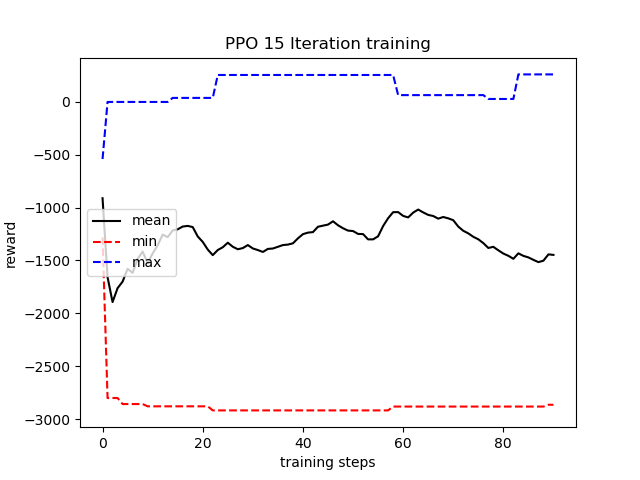 PPO 15 Iteration training
reward
0
−500
−1000
−1500
−2000
−2500
−3000
mean
min
max
0
20
40
60
80
training steps